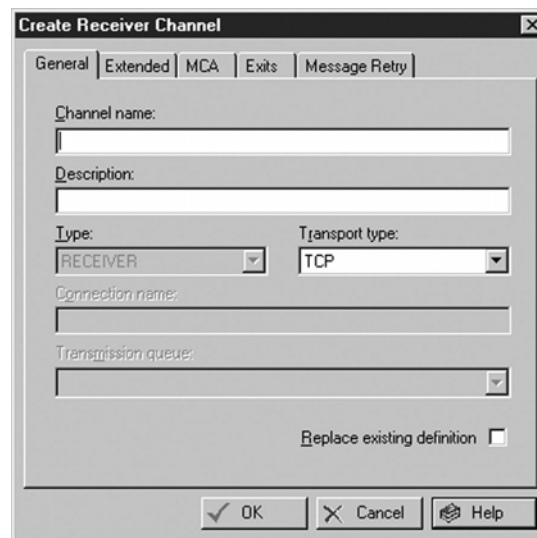 Create Receiver Channel
General Extended MCA Exits Message Retry
Channel name:
Description:
Type: Transport type:
RECEIVER TCP
Connection name:
Transmission queue:
Replace existing definition
OK Cancel Help